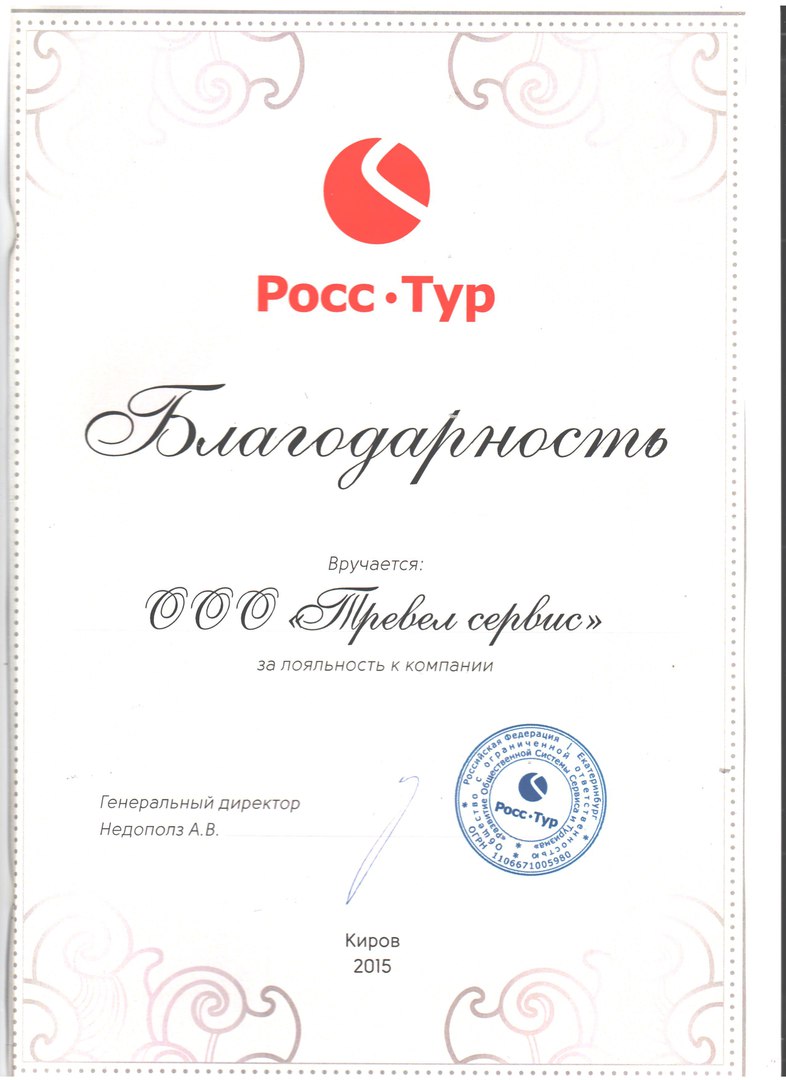 Росс·Тур
Благодарность
Вручается:
ООО «Тревел сервис»
за лояльность к компании
Российская Федерация | Екатеринбург
Общество с ограниченной ответственностью
«Развитие Общественной Системы Сервиса и Туризма»
Росс·Тур
ОГРН 1106671005980
Генеральный директор
Недополз А.В.
Киров
2015